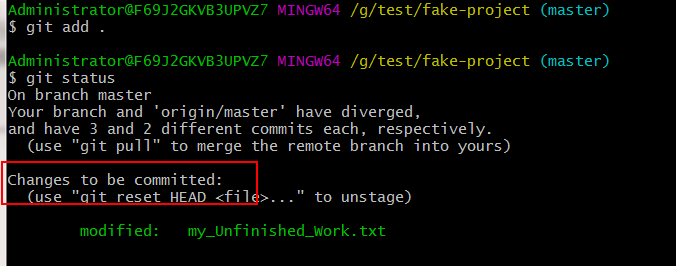 Administrator@F69J2GKVB3UPVZ7 MINGW64 /g/test/fake-project (master)
$ git add .
Administrator@F69J2GKVB3UPVZ7 MINGW64 /g/test/fake-project (master)
$ git status
On branch master
Your branch and 'origin/master' have diverged,
and have 3 and 2 different commits each, respectively.
(use "git pull" to merge the remote branch into yours)
Changes to be committed:
(use "git reset HEAD <file>..." to unstage)
modified: my_Unfinished_Work.txt